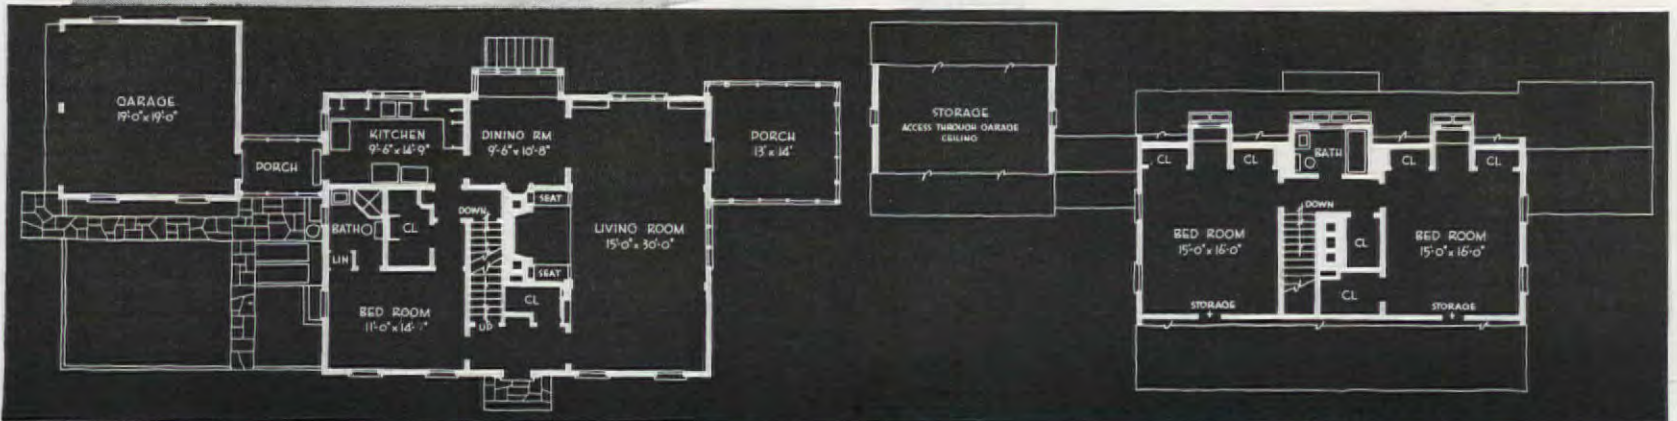 GARAGE
19'-0" x 19'-0"
PORCH
KITCHEN
9'-6" x 14'-9"
DINING RM
9'-6" x 10'-8"
PORCH
13' x 14'
BATH
CL
LIN
DOWN
SEAT
SEAT
LIVING ROOM
15'-0" x 30'-0"
CL
UP
BED ROOM
11'-0" x 14'
STORAGE
ACCESS THROUGH GARAGE
CEILING
CL
CL
BATH
CL
CL
DOWN
BED ROOM
15'-0" x 16'-0"
CL
BED ROOM
15'-0" x 16'-0"
CL
STORAGE
STORAGE